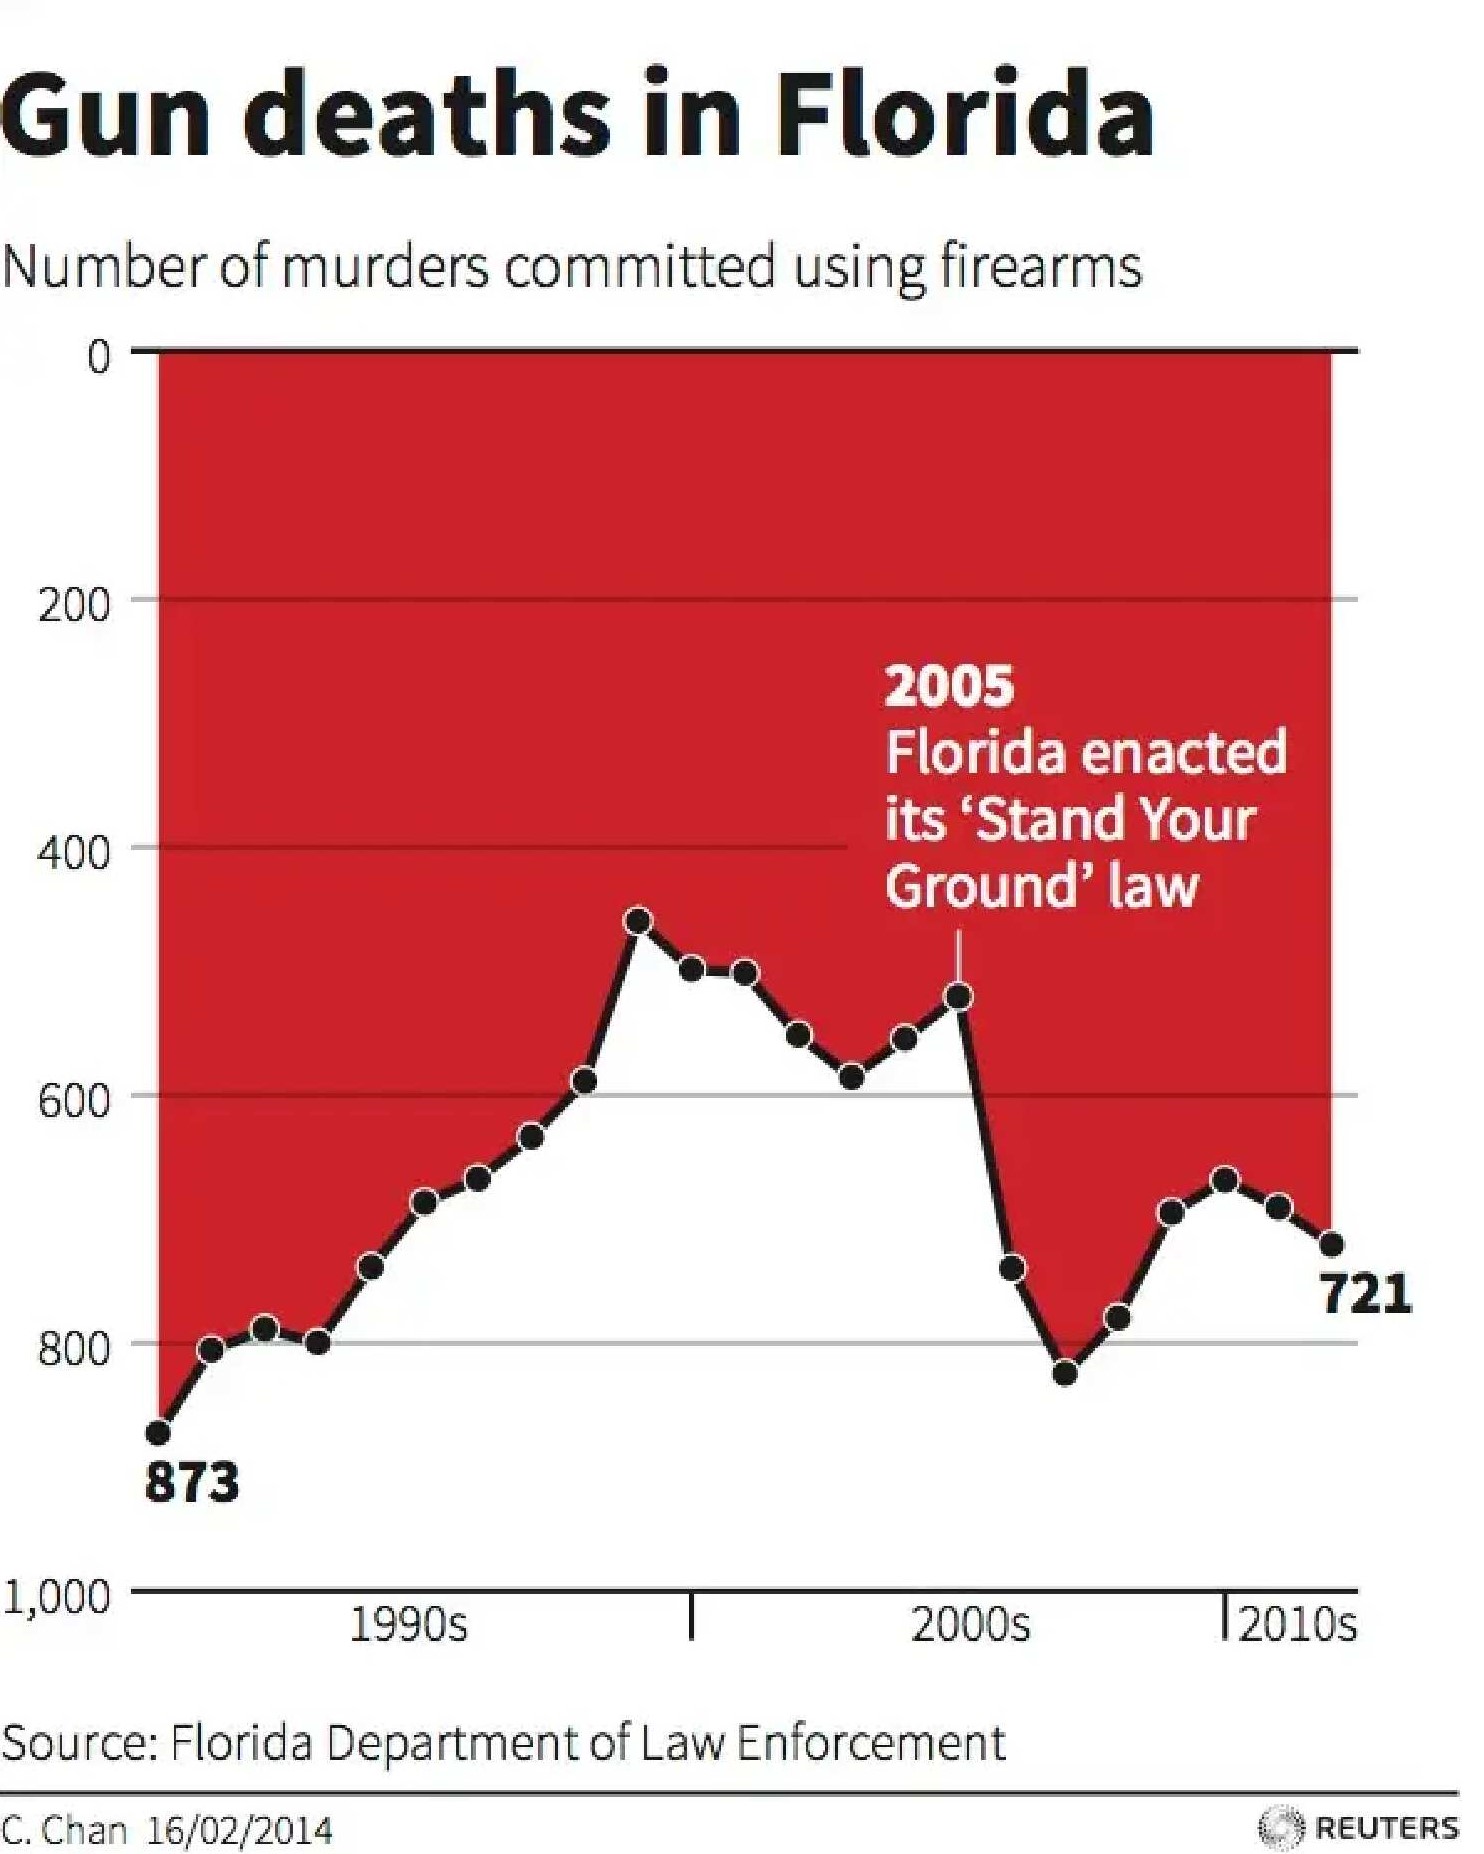 Gun deaths in Florida
Number of murders committed using firearms
0
200
2005
Florida enacted
its ‘Stand Your
Ground’ law
400
600
800
721
873
1,000
1990s
2000s
2010s
Source: Florida Department of Law Enforcement
C. Chan 16/02/2014
REUTERS